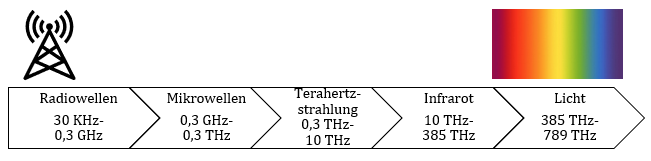 Radiowellen
30 KHz-
0,3 GHz
Mikrowellen
0,3 GHz-
0,3 THz
Terahertz-
strahlung
0,3 THz-
10 THz
Infrarot
10 THz-
385 THz
Licht
385 THz-
789 THz